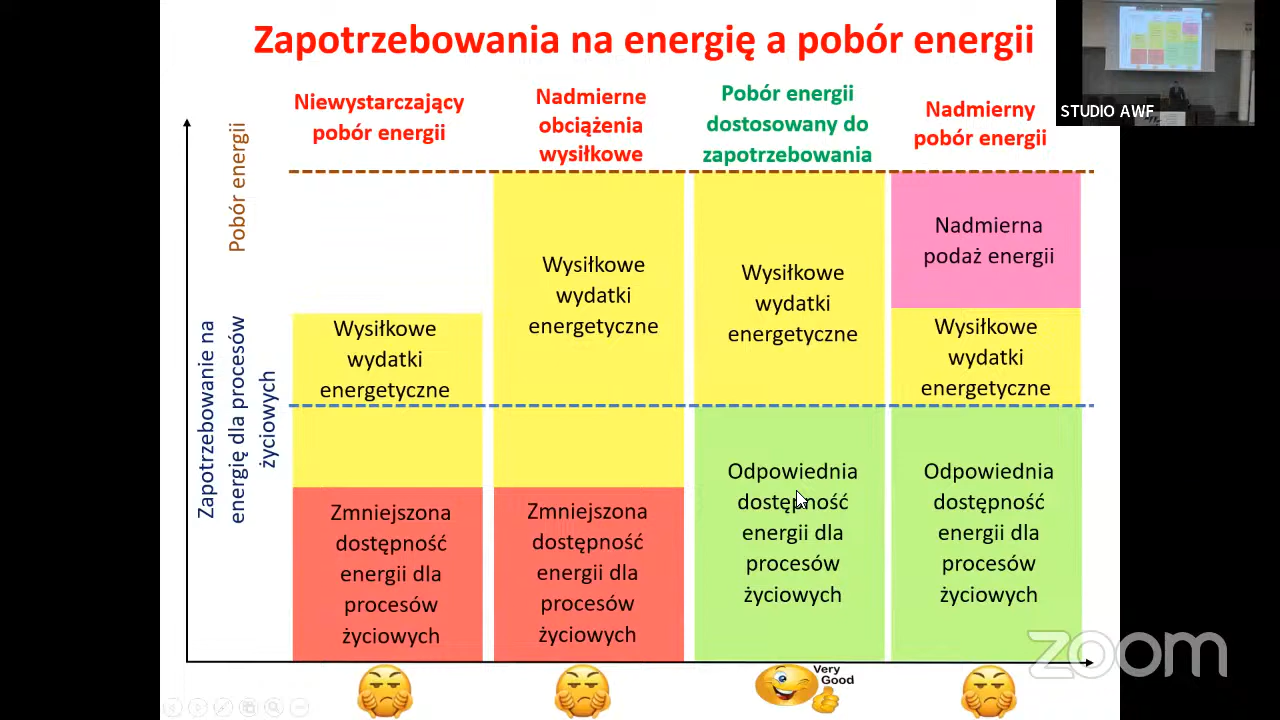 Zapotrzebowania na energię a pobór energii
STUDIO AWF
Niewystarczający
pobór energii
Nadmierne
obciążenia
wysiłkowe
Pobór energii
dostosowany do
zapotrzebowania
Nadmierny
pobór energii
Pobór energii
Zapotrzebowanie na
energię dla procesów
życiowych
Wysiłkowe
wydatki
energetyczne
Zmniejszona
dostępność
energii dla
procesów
życiowych
Wysiłkowe
wydatki
energetyczne
Zmniejszona
dostępność
energii dla
procesów
życiowych
Wysiłkowe
wydatki
energetyczne
Odpowiednia
dostępność
energii dla
procesów
życiowych
Nadmierna
podaż energii
Wysiłkowe
wydatki
energetyczne
Odpowiednia
dostępność
energii dla
procesów
życiowych
Very
Good
zoom